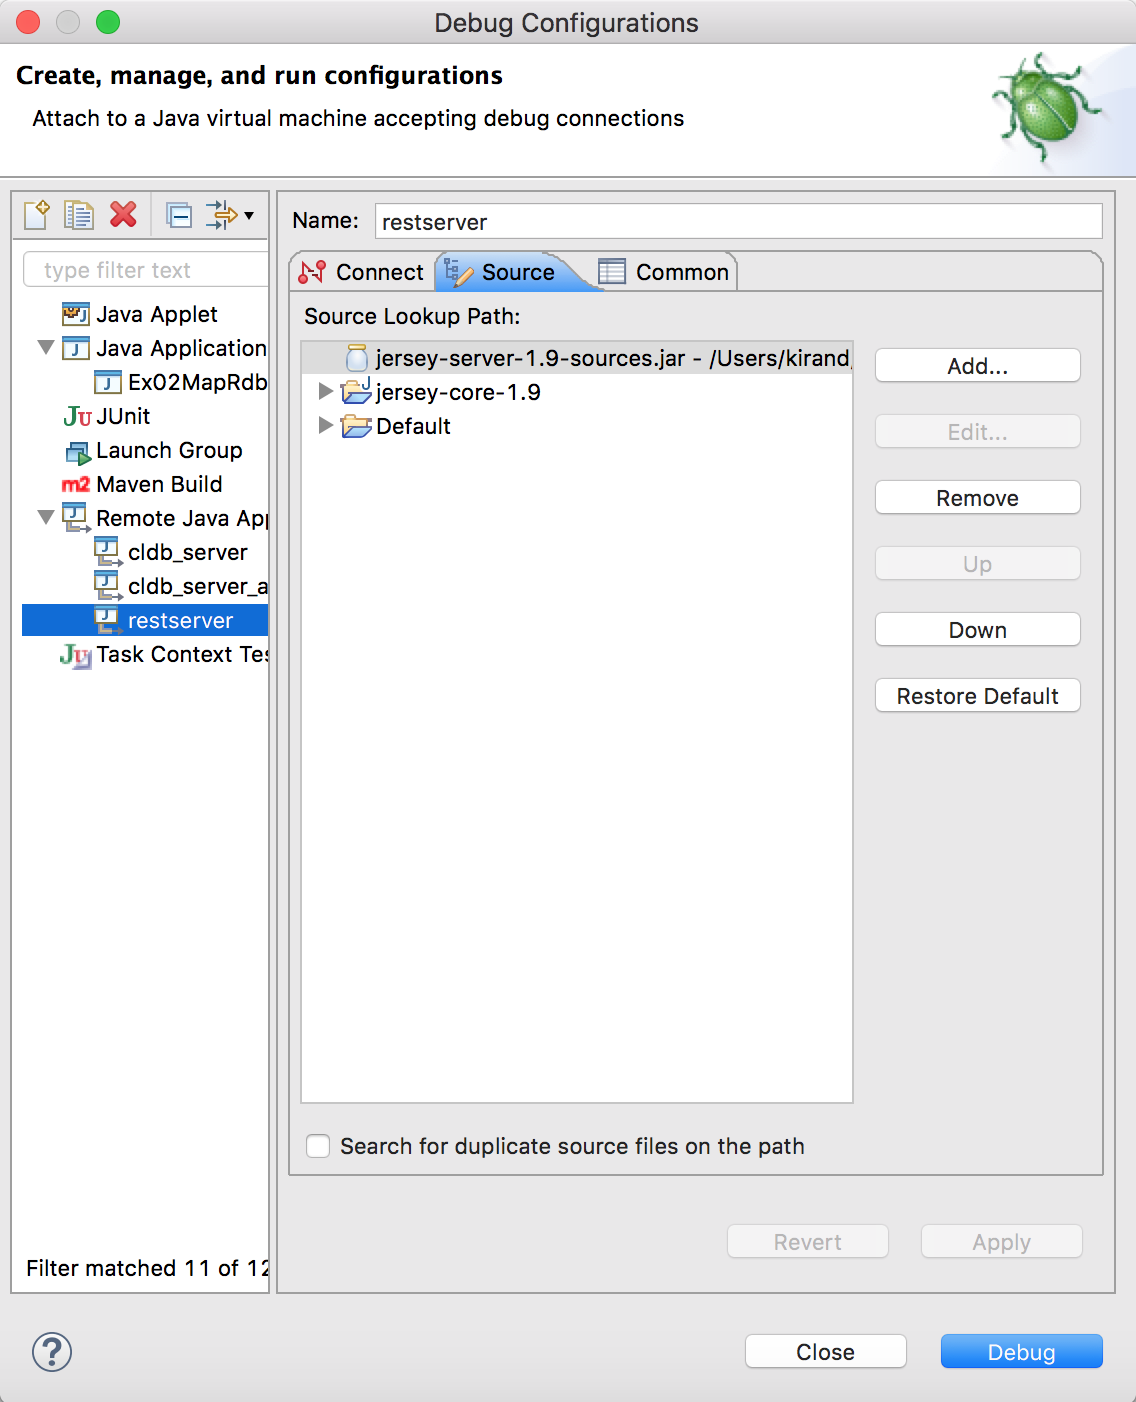 Debug Configurations
Create, manage, and run configurations
Attach to a Java virtual machine accepting debug connections
type filter text
Java Applet
Java Application
Ex02MapRdb
JUnit
Launch Group
m2 Maven Build
Remote Java App
cldb_server
cldb_server_a
restserver
Task Context Tes
Filter matched 11 of 12
Name: restserver
Connect Source Common
Source Lookup Path:
jersey-server-1.9-sources.jar - /Users/kirand
jersey-core-1.9
Default
Add...
Edit...
Remove
Up
Down
Restore Default
Search for duplicate source files on the path
Revert Apply
? Close Debug